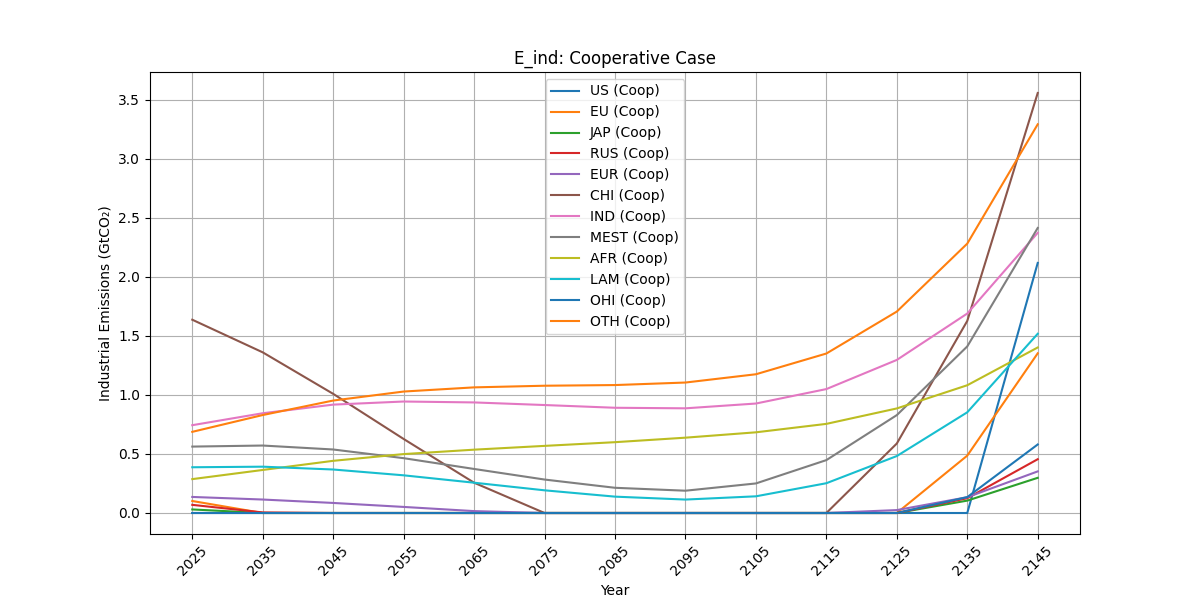 E_ind: Cooperative Case
Industrial Emissions (GtCO₂)
3.5
3.0
2.5
2.0
1.5
1.0
0.5
0.0
US (Coop)
EU (Coop)
JAP (Coop)
RUS (Coop)
EUR (Coop)
CHI (Coop)
IND (Coop)
MEST (Coop)
AFR (Coop)
LAM (Coop)
OHI (Coop)
OTH (Coop)
2025 2035 2045 2055 2065 2075 2085 2095 2105 2115 2125 2135 2145
Year